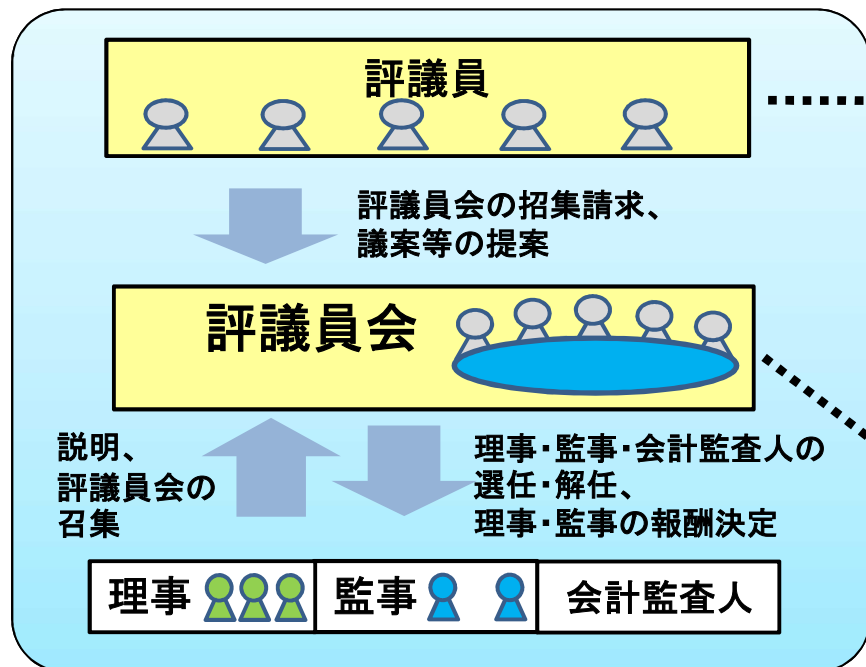 評議員
評議員会の招集請求、
議案等の提案
評議員会
説明、
評議員会の
召集
理事・監事・会計監査人の
選任・解任、
理事・監事の報酬決定
理事
監事
会計監査人